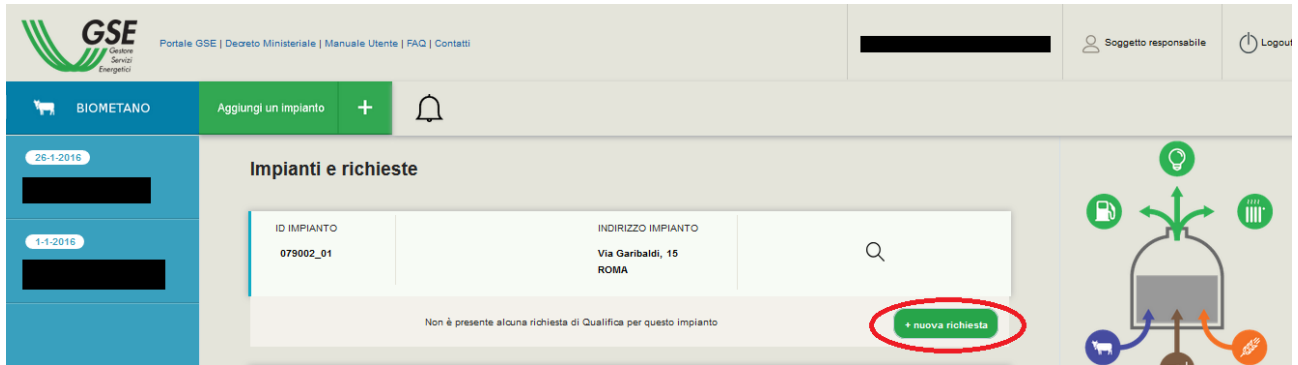 GSE
Gestore
Servizi
Energetici
Portale GSE | Decreto Ministeriale | Manuale Utente | FAQ | Contatti
Soggetto responsabile
Logout
BIOMETANO
Aggiungi un impianto +
26-1-2016
1-1-2016
Impianti e richieste
ID IMPIANTO
079002_01
INDIRIZZO IMPIANTO
Via Garibaldi, 15
ROMA
Non è presente alcuna richiesta di Qualifica per questo impianto
+ nuova richiesta